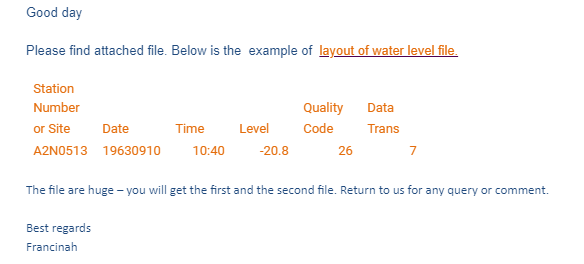 Good day
Please find attached file. Below is the example of layout of water level file.
Station
Number Quality Data
or Site Date Time Level Code Trans
A2N0513 19630910 10:40 -20.8 26 7
The file are huge – you will get the first and the second file. Return to us for any query or comment.
Best regards
Francinah